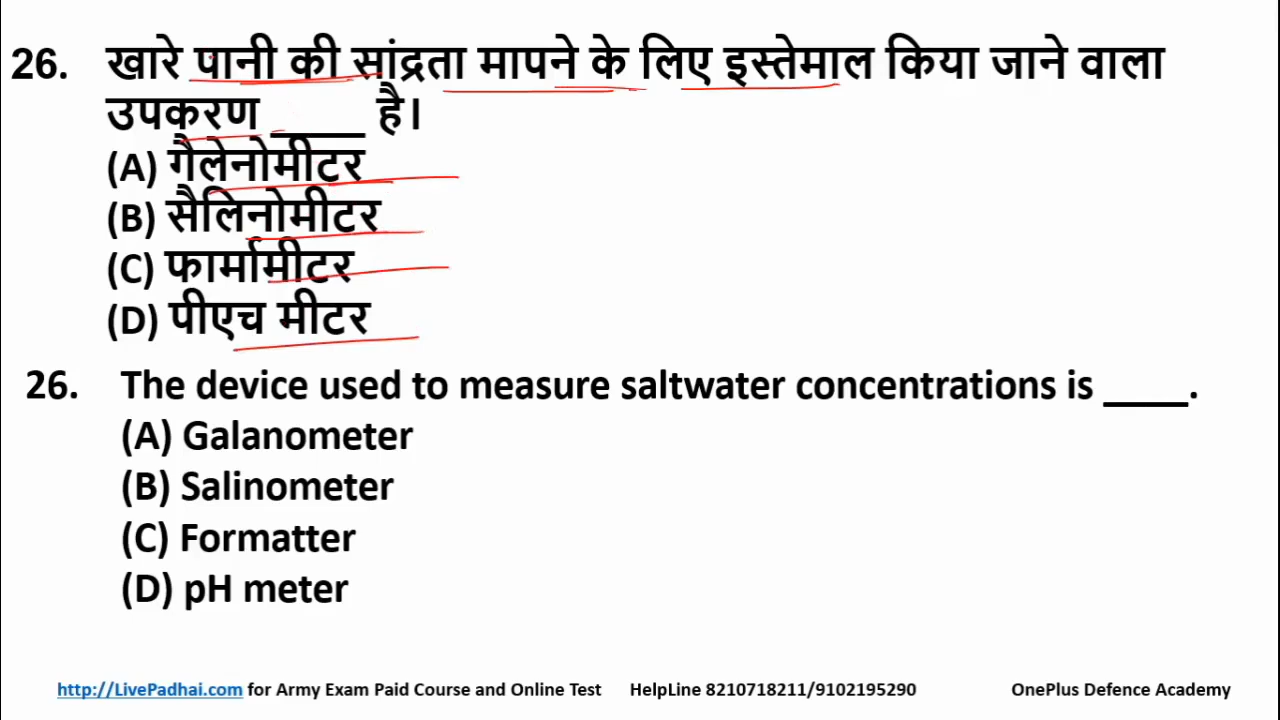 26. खारे पानी की सांद्रता मापने के लिए इस्तेमाल किया जाने वाला
उपकरण ____ है।
(A) गैलेनोमीटर
(B) सैलिनोमीटर
(C) फार्मामीटर
(D) पीएच मीटर
26. The device used to measure saltwater concentrations is ____.
(A) Galanometer
(B) Salinometer
(C) Formatter
(D) pH meter
http://LivePadhai.com for Army Exam Paid Course and Online Test HelpLine 8210718211/9102195290 OnePlus Defence Academy